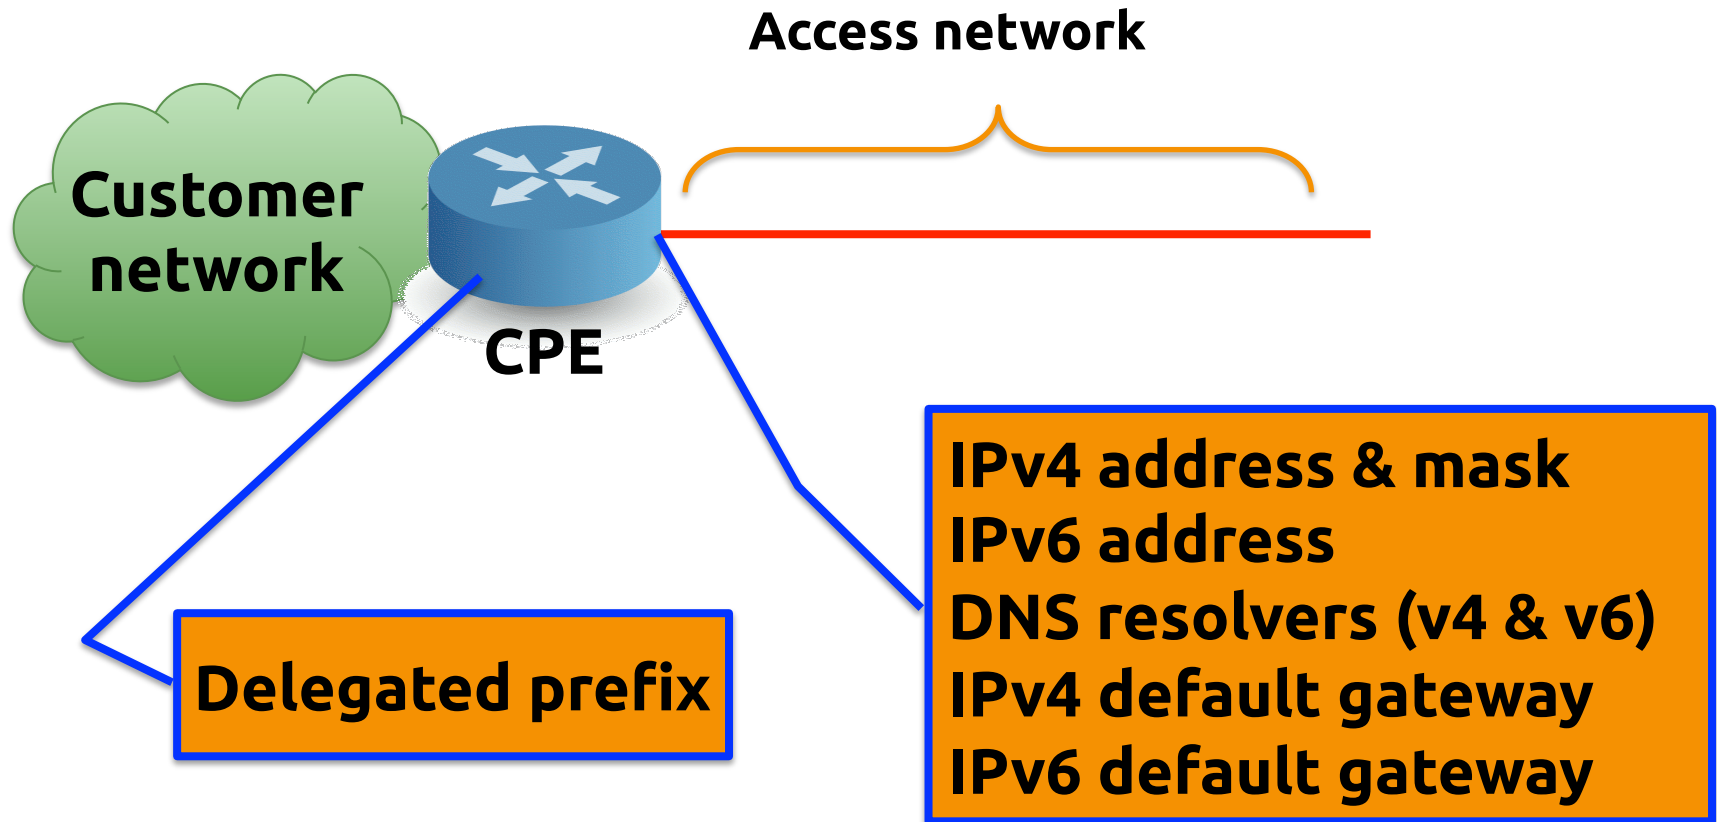 Access network
Customer
network
CPE
Delegated prefix
IPv4 address & mask
IPv6 address
DNS resolvers (v4 & v6)
IPv4 default gateway
IPv6 default gateway